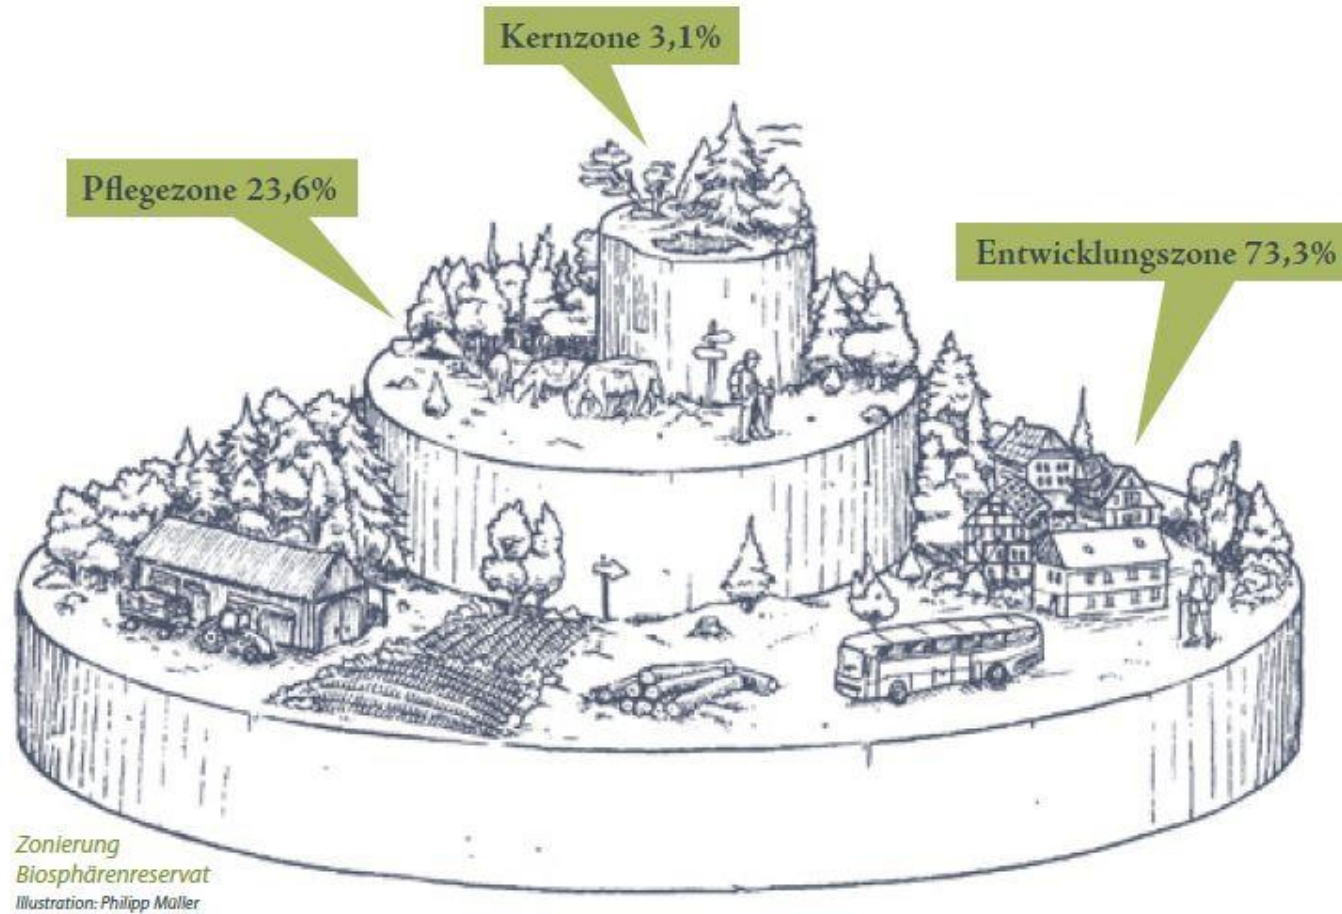 Kernzone 3,1%
Pflegezone 23,6%
Entwicklungszone 73,3%
Zonierung
Biosphärenreservat
Illustration: Philipp Müller